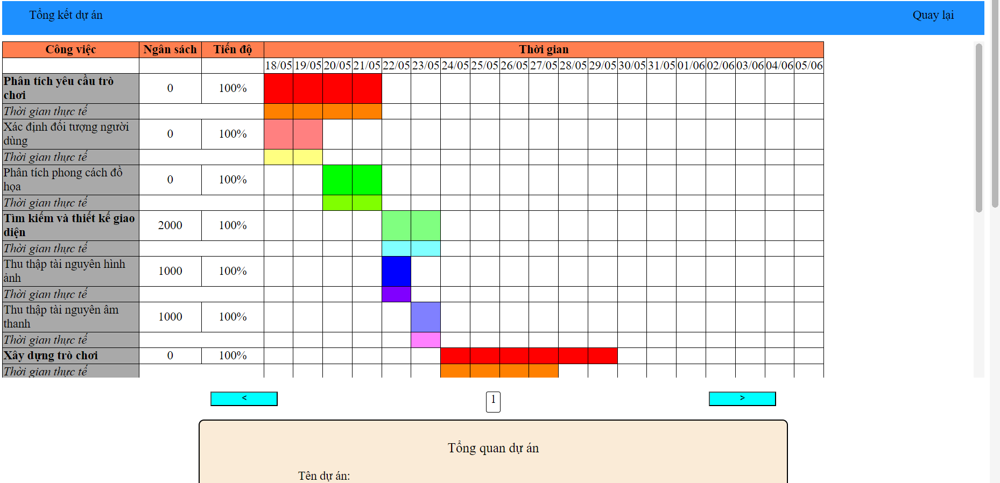 Tổng kết dự án Quay lại
Công việc Ngân sách Tiến độ Thời gian
18/05 19/05 20/05 21/05 22/05 23/05 24/05 25/05 26/05 27/05 28/05 29/05 30/05 31/05 01/06 02/06 03/06 04/06 05/06
Phân tích yêu cầu trò
chơi
0 100%
Thời gian thực tế
Xác định đối tượng người
dùng
0 100%
Thời gian thực tế
Phân tích phong cách đồ
họa
0 100%
Thời gian thực tế
Tìm kiếm và thiết kế giao
diện
2000 100%
Thời gian thực tế
Thu thập tài nguyên hình
ảnh
1000 100%
Thời gian thực tế
Thu thập tài nguyên âm
thanh
1000 100%
Thời gian thực tế
Xây dựng trò chơi 0 100%
Thời gian thực tế
< 1 >
Tổng quan dự án
Tên dự án: